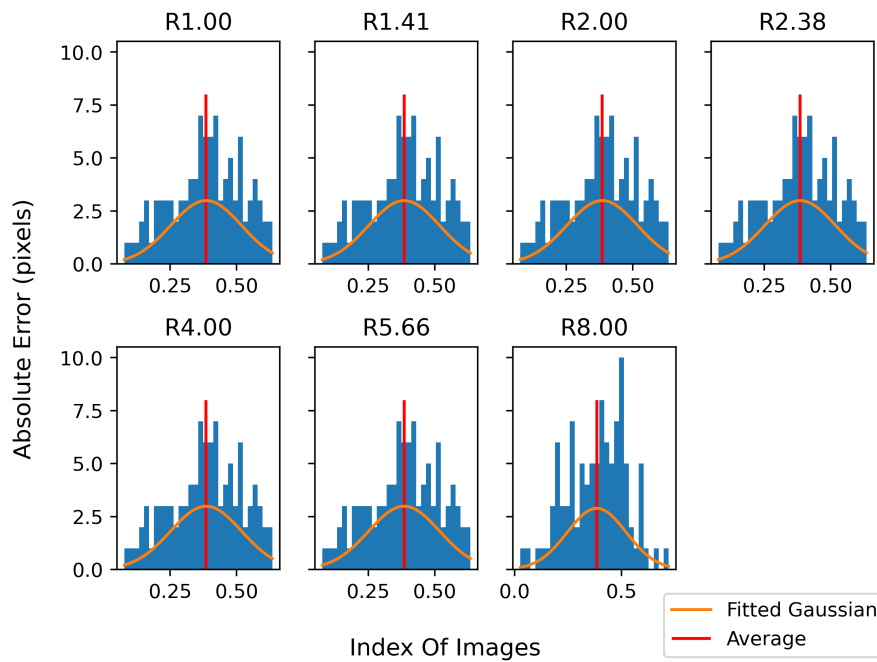 R1.00 R1.41 R2.00 R2.38
10.0
7.5
5.0
2.5
0.0
0.25 0.50 0.25 0.50 0.25 0.50 0.25 0.50
Absolute Error (pixels)
R4.00 R5.66 R8.00
10.0
7.5
5.0
2.5
0.0
0.25 0.50 0.25 0.50 0.0 0.5
Index Of Images
Fitted Gaussian
Average